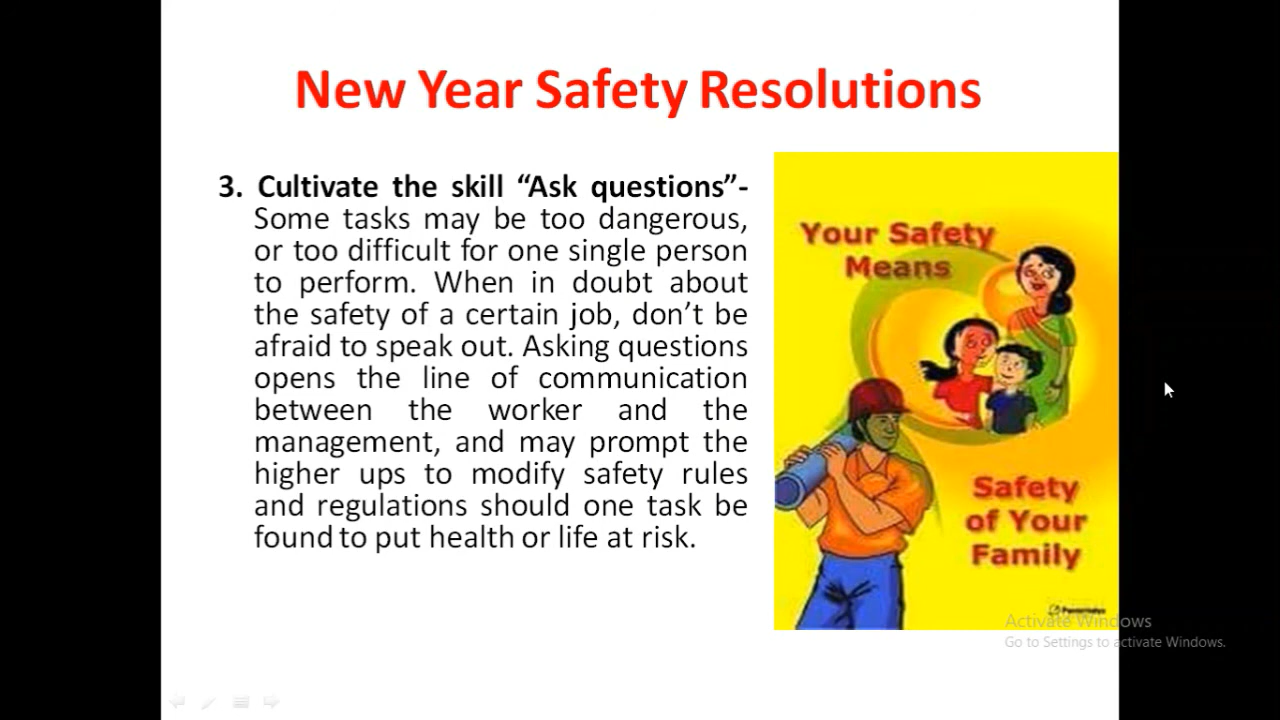 New Year Safety Resolutions
3. Cultivate the skill “Ask questions”-
Some tasks may be too dangerous,
or too difficult for one single person
to perform. When in doubt about
the safety of a certain job, don’t be
afraid to speak out. Asking questions
opens the line of communication
between the worker and the
management, and may prompt the
higher ups to modify safety rules
and regulations should one task be
found to put health or life at risk.
Your Safety
Means
Safety
of Your
Family
Activate Windows
Go to Settings to activate Windows.